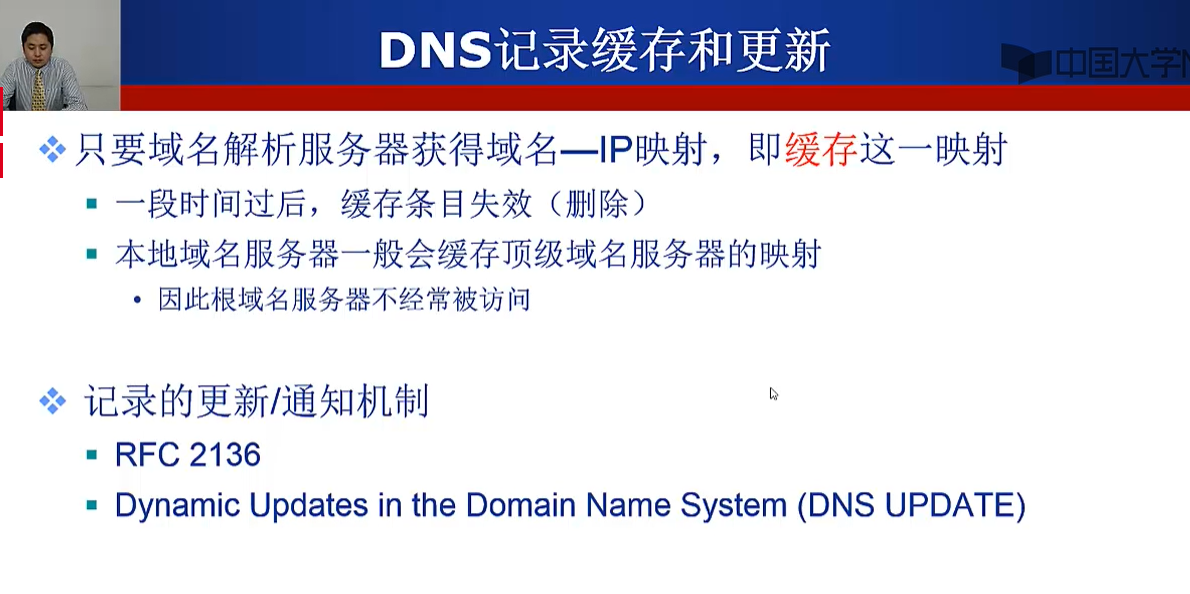 DNS记录缓存和更新
中国大学M
只要域名解析服务器获得域名—IP映射，即缓存这一映射
一段时间过后，缓存条目失效（删除）
本地域名服务器一般会缓存顶级域名服务器的映射
因此根域名服务器不经常被访问
记录的更新/通知机制
RFC 2136
Dynamic Updates in the Domain Name System (DNS UPDATE)